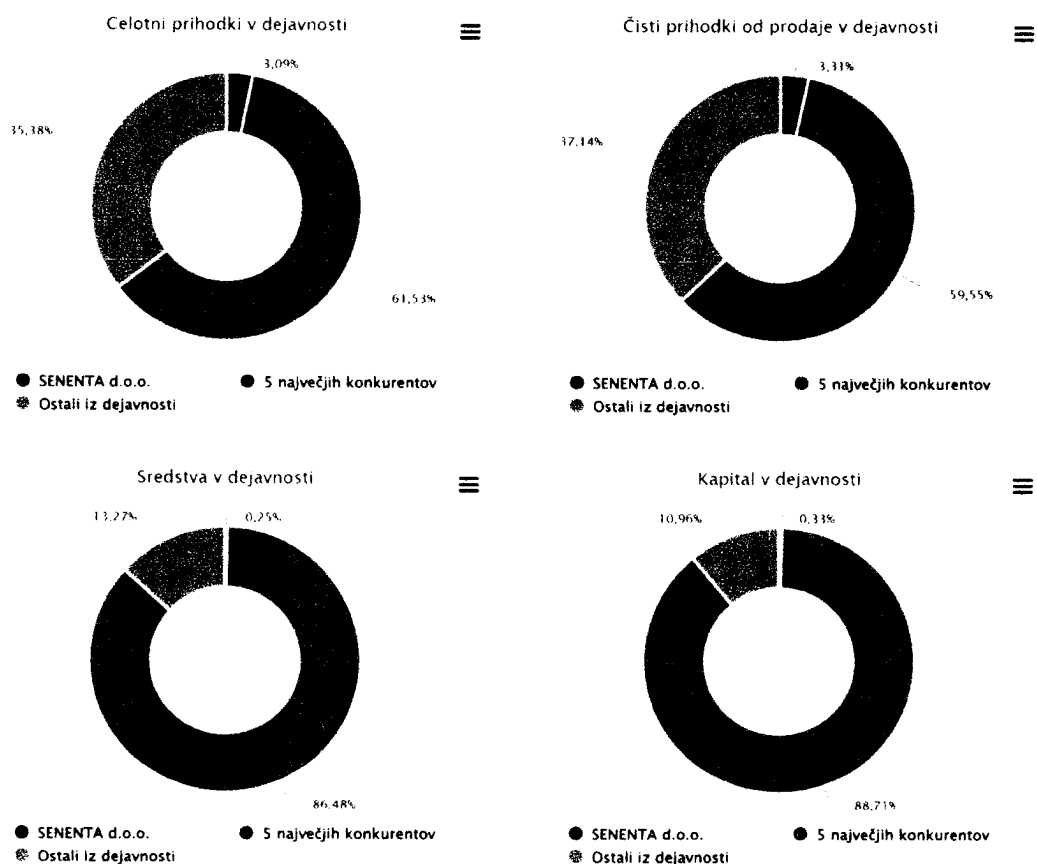 Celotni prihodki v dejavnosti
3,09%
35,38%
61,53%
SENENTA d.o.o.
5 največjih konkurentov
Ostali iz dejavnosti
Čisti prihodki od prodaje v dejavnosti
3,31%
37,14%
59,55%
SENENTA d.o.o.
5 največjih konkurentov
Ostali iz dejavnosti
Sredstva v dejavnosti
13,27%
0,25%
86,48%
SENENTA d.o.o.
5 največjih konkurentov
Ostali iz dejavnosti
Kapital v dejavnosti
10,96%
0,33%
88,71%
SENENTA d.o.o.
5 največjih konkurentov
Ostali iz dejavnosti